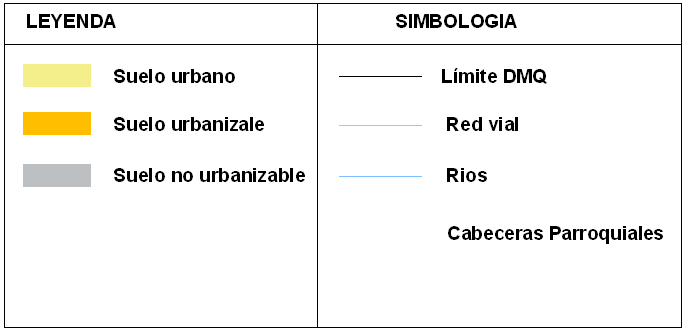 LEYENDA
Suelo urbano
Suelo urbanizale
Suelo no urbanizable
SIMBOLOGIA
Límite DMQ
Red vial
Rios
Cabeceras Parroquiales